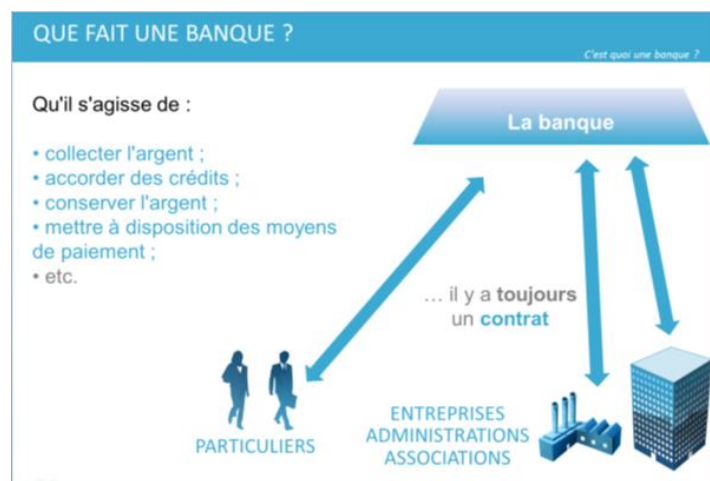 QUE FAIT UNE BANQUE ?
C'est quoi une banque ?
Qu'il s'agisse de :
• collecter l'argent ;
• accorder des crédits ;
• conserver l'argent ;
• mettre à disposition des moyens
de paiement ;
• etc.
La banque
… il y a toujours
un contrat
PARTICULIERS
ENTREPRISES
ADMINISTRATIONS
ASSOCIATIONS